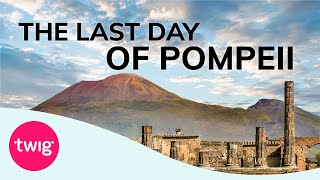 THE LAST DAY
OF POMPEII
twig